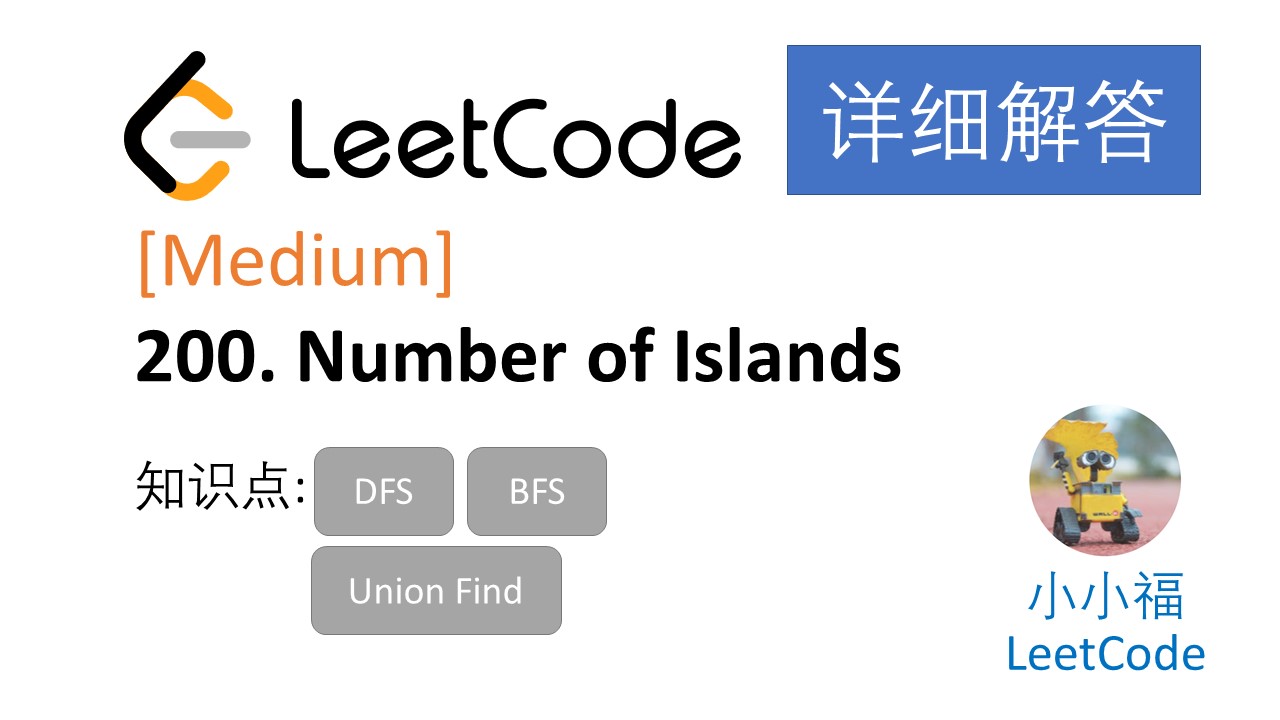 LeetCode
详细解答
[Medium]
200. Number of Islands
知识点:
DFS
BFS
Union Find
小小福
LeetCode